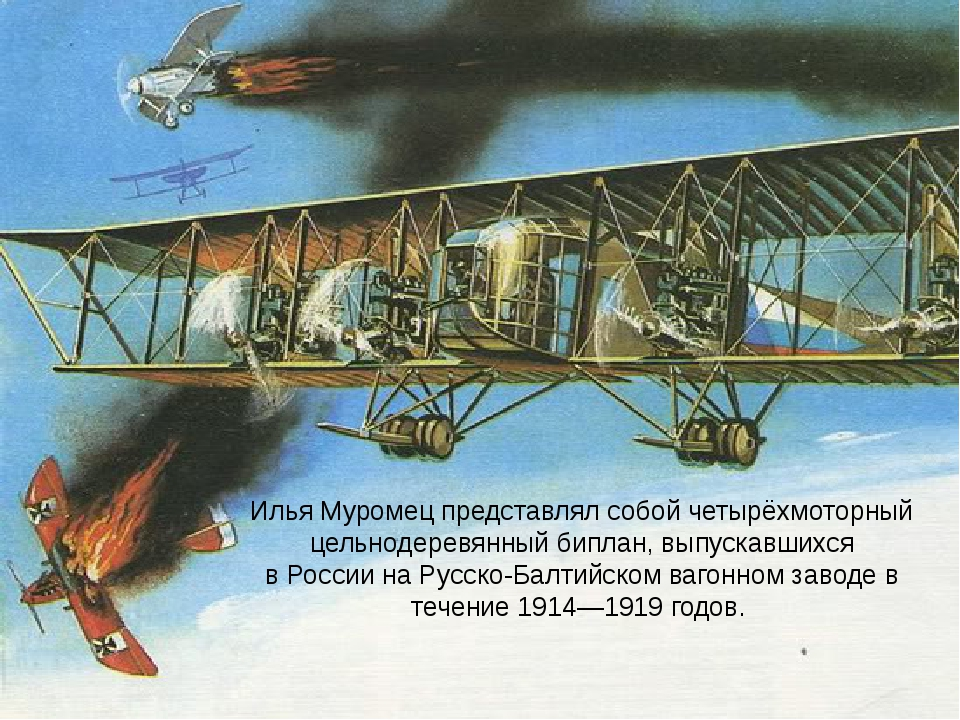 Илья Муромец представлял собой четырёхмоторный
цельнодеревянный биплан, выпускавшихся
в России на Русско-Балтийском вагонном заводе в
течение 1914—1919 годов.